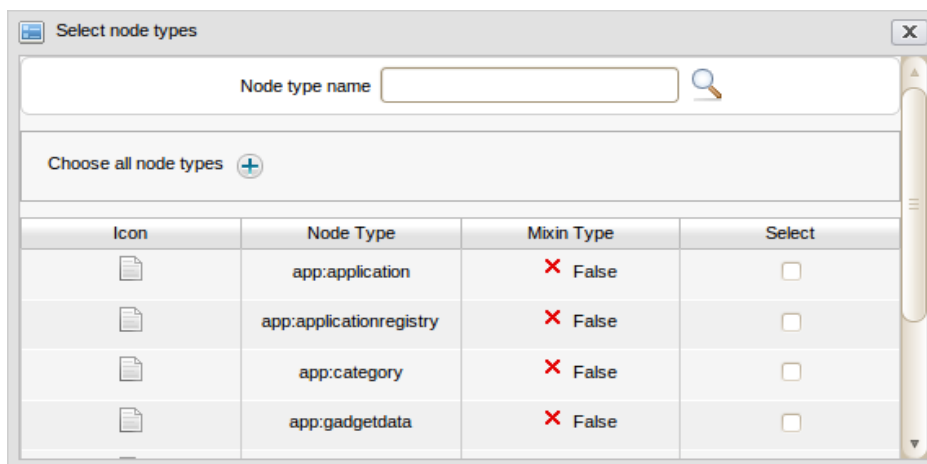 Select node types
Node type name
Choose all node types
Icon Node Type Mixin Type Select
app:application False
app:applicationregistry False
app:category False
app:gadgetdata False